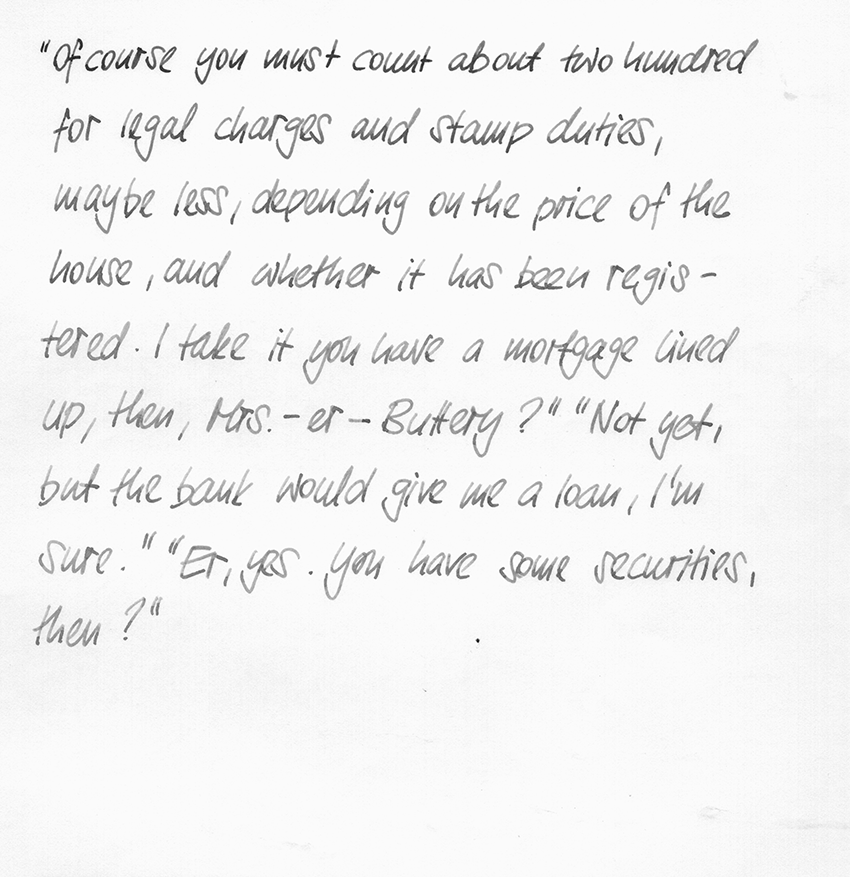 "Of course you must count about two hundred
for legal charges and stamp duties,
maybe less, depending on the price of the
house, and whether it has been regis-
tered. I take it you have a mortgage lined
up, then, Mrs. - er - Buttery?" "Not yet,
but the bank would give me a loan, I'm
sure." "Er, yes. You have some securities,
then?"